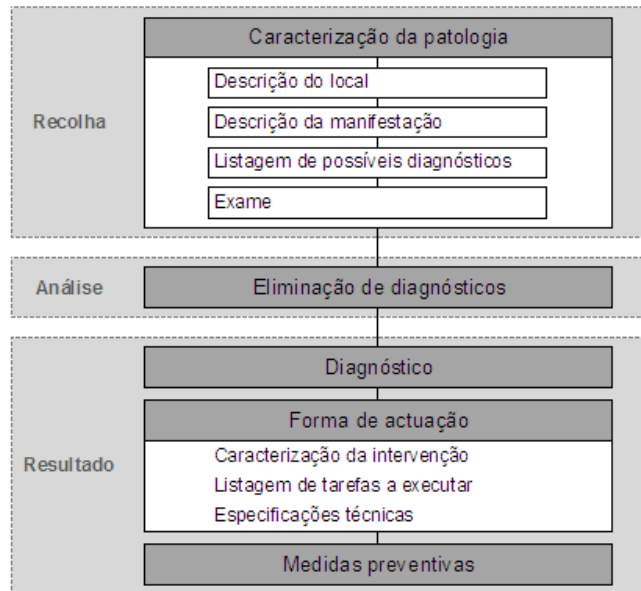 Caracterização da patologia
Descrição do local
Recolha
Descrição da manifestação
Listagem de possíveis diagnósticos
Exame
Análise
Eliminação de diagnósticos
Diagnóstico
Forma de actuação
Resultado
Caracterização da intervenção
Listagem de tarefas a executar
Especificações técnicas
Medidas preventivas